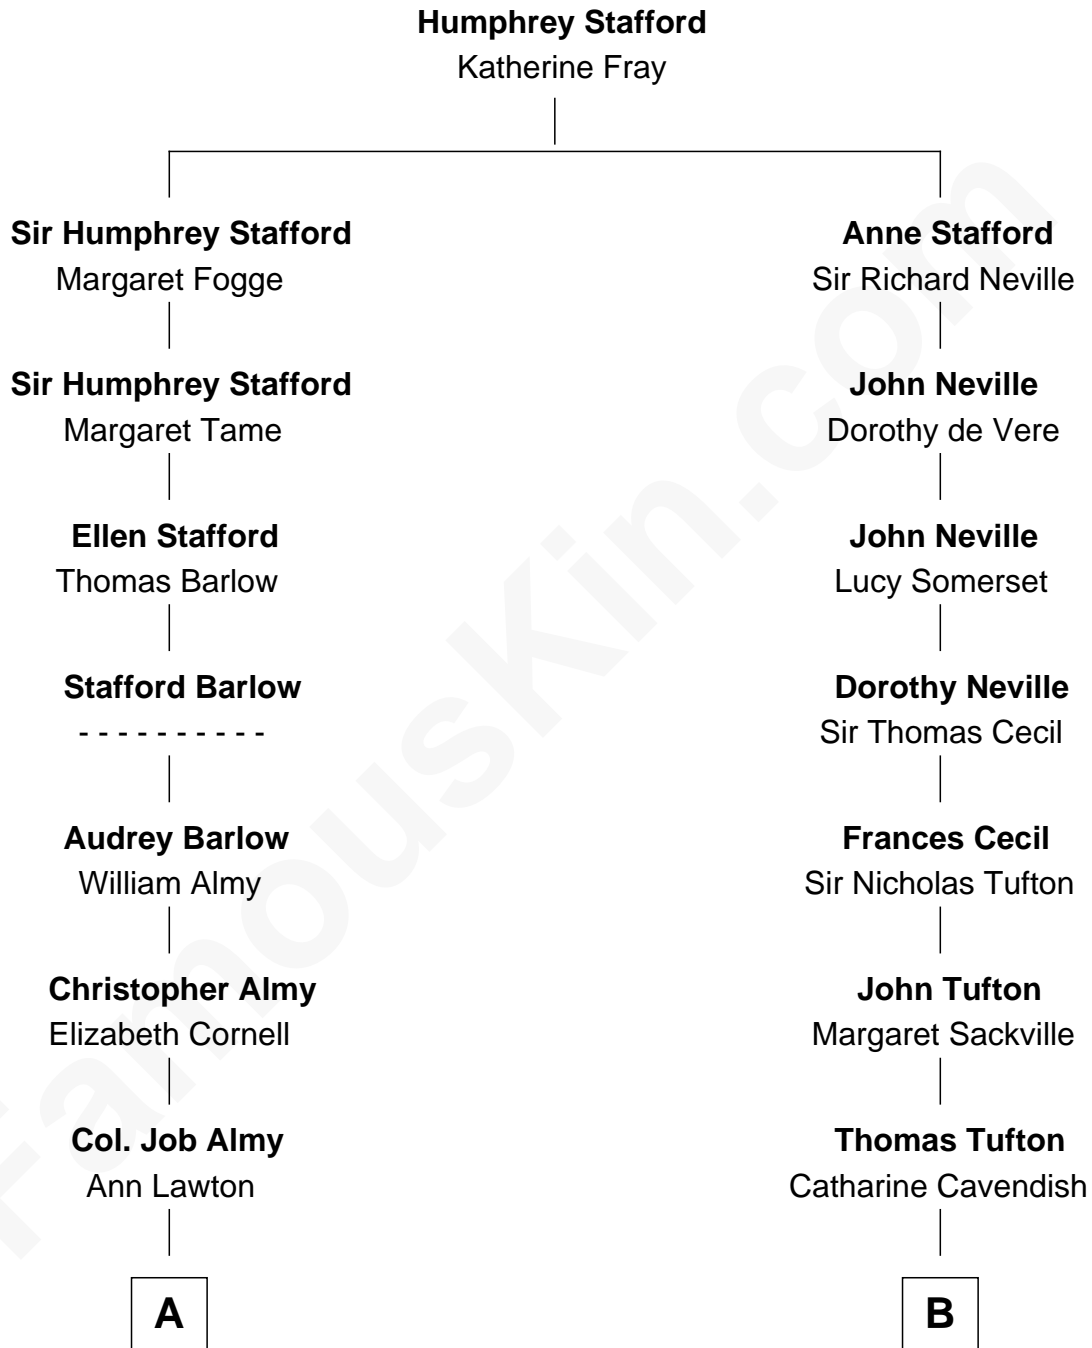 Humphrey Stafford
Katherine Fray
Sir Humphrey Stafford
Margaret Fogge
Sir Humphrey Stafford
Margaret Tame
Ellen Stafford
Thomas Barlow
Stafford Barlow
- - - - - - - - - -
Audrey Barlow
William Almy
Christopher Almy
Elizabeth Cornell
Col. Job Almy
Ann Lawton
A
Anne Stafford
Sir Richard Neville
John Neville
Dorothy de Vere
John Neville
Lucy Somerset
Dorothy Neville
Sir Thomas Cecil
Frances Cecil
Sir Nicholas Tufton
John Tufton
Margaret Sackville
Thomas Tufton
Catharine Cavendish
B
FamousKin.com